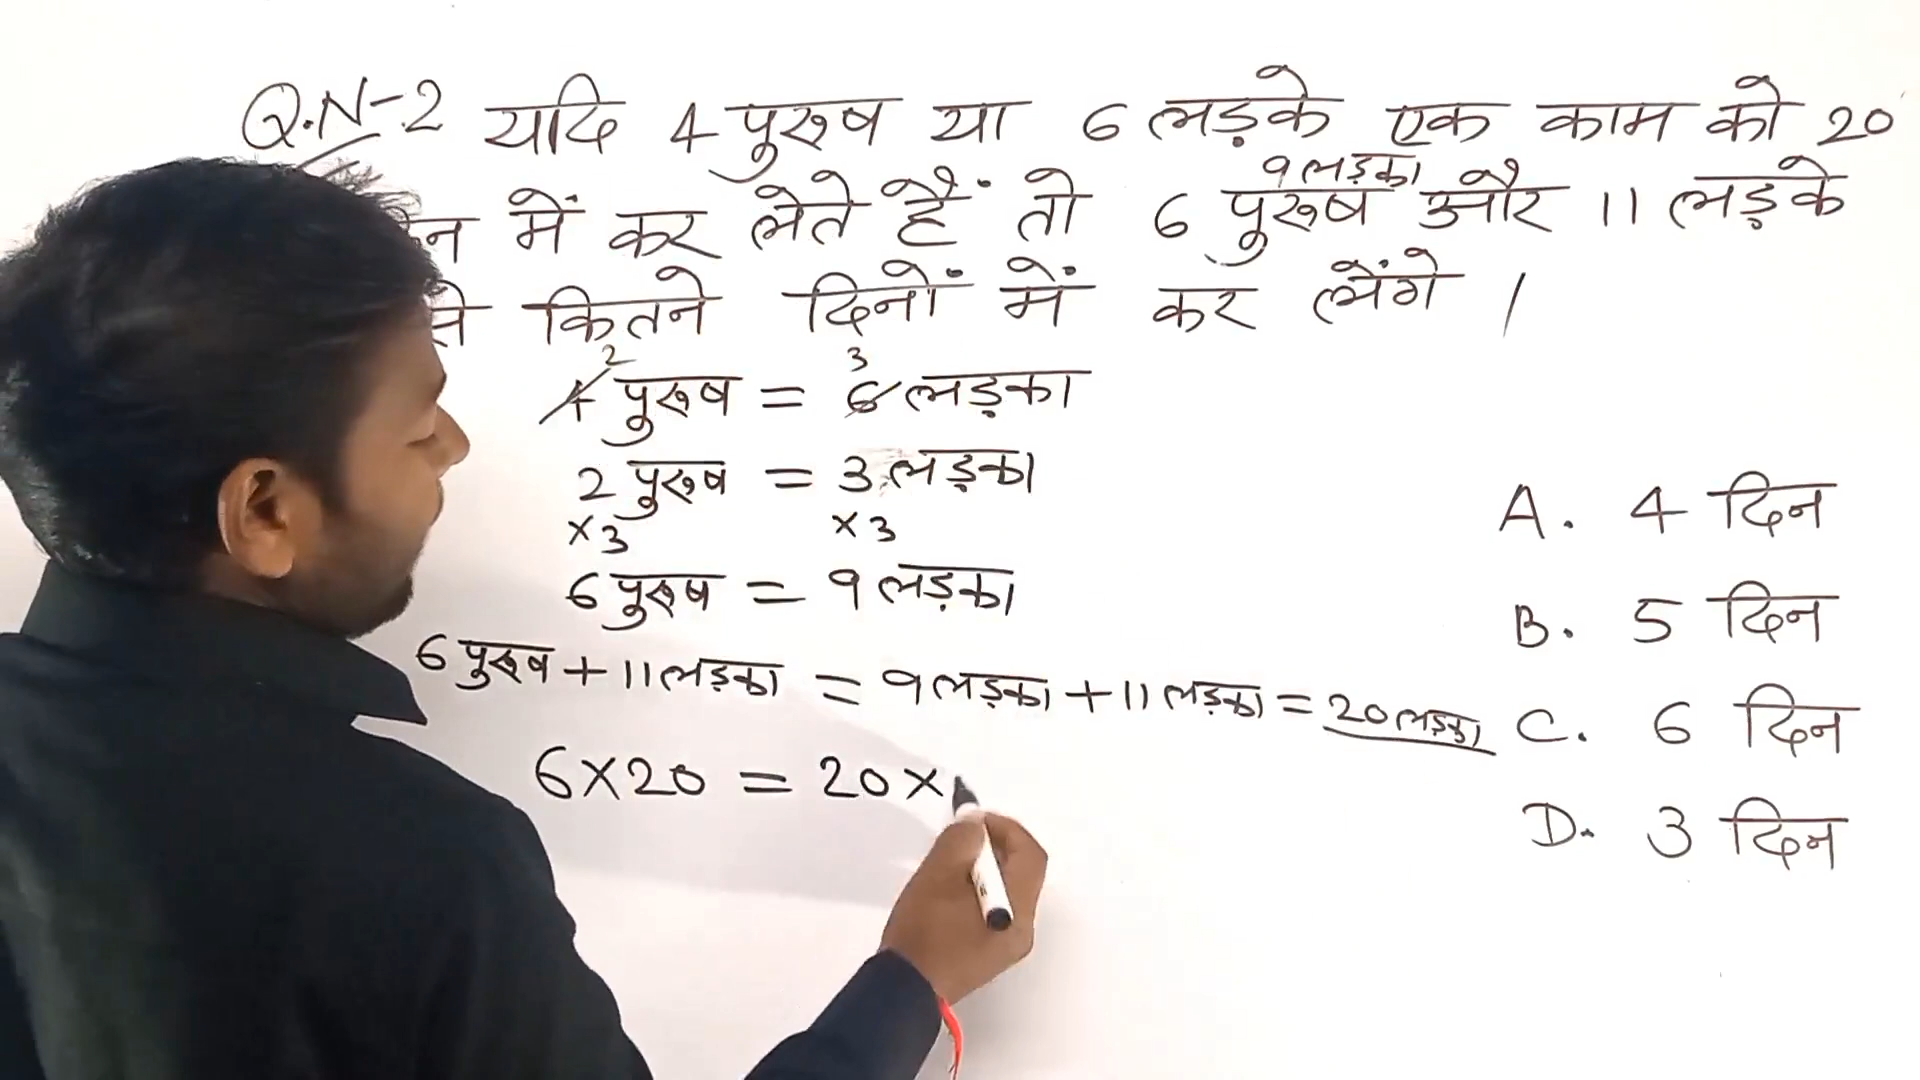 Q.N-2 यदि 4 पुरुष या 6 लड़के एक काम को 20
9 लड़का
में कर लेते हैं तो 6 पुरुष और 11 लड़के
कितने दिनों में कर लेंगे /
2 3
4 पुरुष = 6 लड़का
2 पुरुष = 3 लड़का
×3 ×3
6 पुरुष = 9 लड़का
6 पुरुष + 11 लड़का = 9 लड़का + 11 लड़का = 20 लड़का
6×20 = 20×
A. 4 दिन
B. 5 दिन
C. 6 दिन
D. 3 दिन